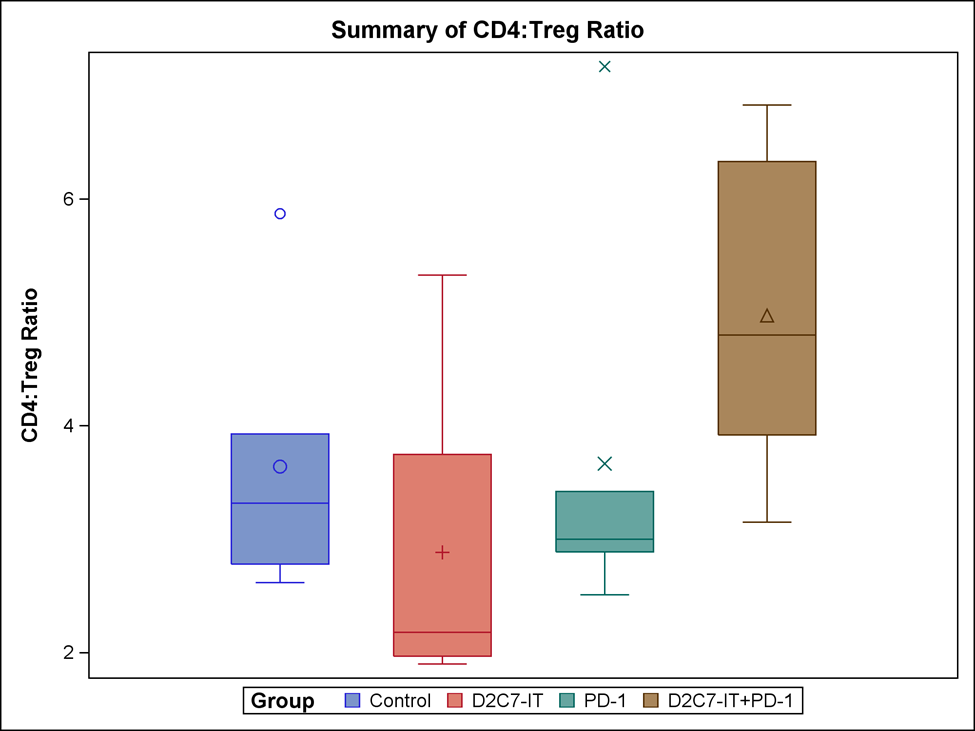 Summary of CD4:Treg Ratio
CD4:Treg Ratio
6
4
2
Group Control D2C7-IT PD-1 D2C7-IT+PD-1